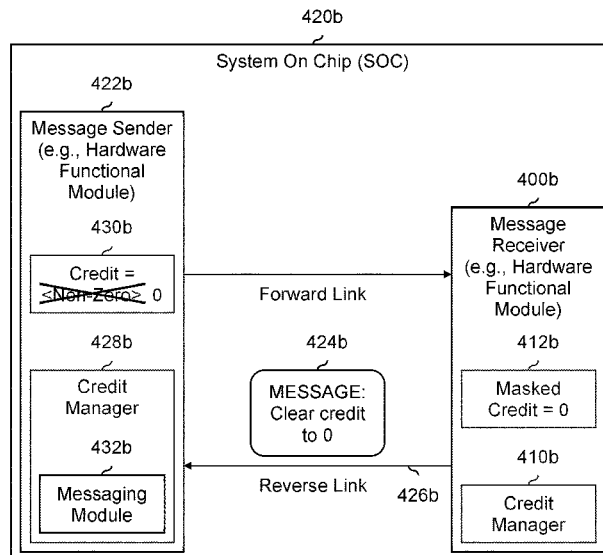 420b
System On Chip (SOC)
422b
Message Sender
(e.g., Hardware
Functional
Module)
430b
Credit =
<Non-Zero> 0
428b
Credit
Manager
432b
Messaging
Module
Forward Link
424b
MESSAGE:
Clear credit
to 0
Reverse Link
426b
400b
Message
Receiver
(e.g., Hardware
Functional
Module)
412b
Masked
Credit = 0
410b
Credit
Manager